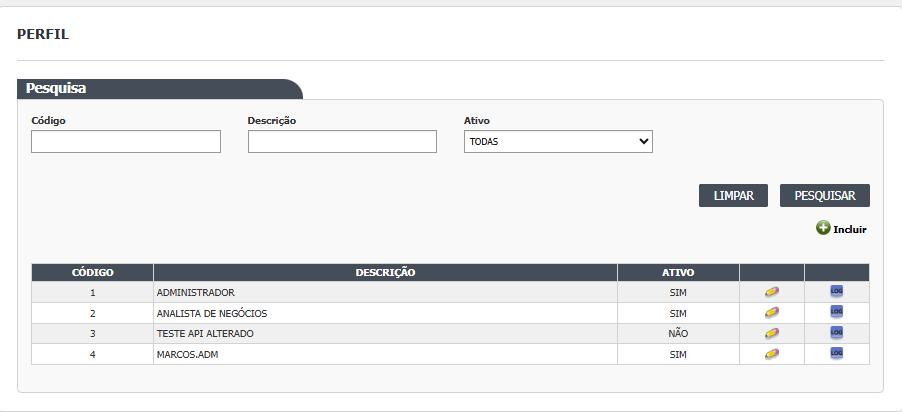 PERFIL
Pesquisa
Código Descrição Ativo
TODAS
LIMPAR PESQUISAR
Incluir
CÓDIGO DESCRIÇÃO ATIVO
1 ADMINISTRADOR SIM LOG
2 ANALISTA DE NEGÓCIOS SIM LOG
3 TESTE API ALTERADO NÃO LOG
4 MARCOS.ADM SIM LOG